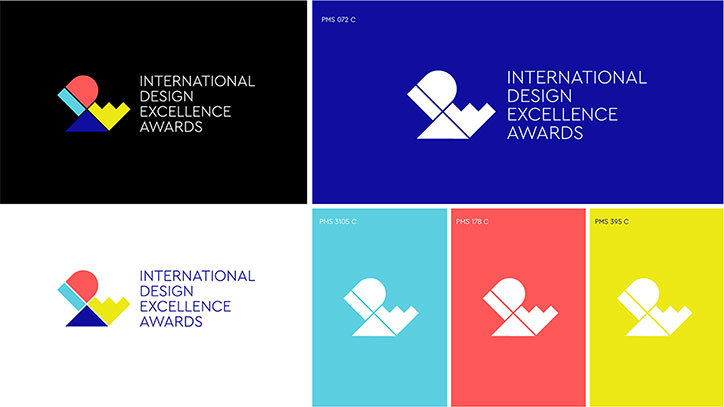 INTERNATIONAL
DESIGN
EXCELLENCE
AWARDS
PMS 072 C
INTERNATIONAL
DESIGN
EXCELLENCE
AWARDS
INTERNATIONAL
DESIGN
EXCELLENCE
AWARDS
PMS 3105 C
PMS 178 C
PMS 395 C